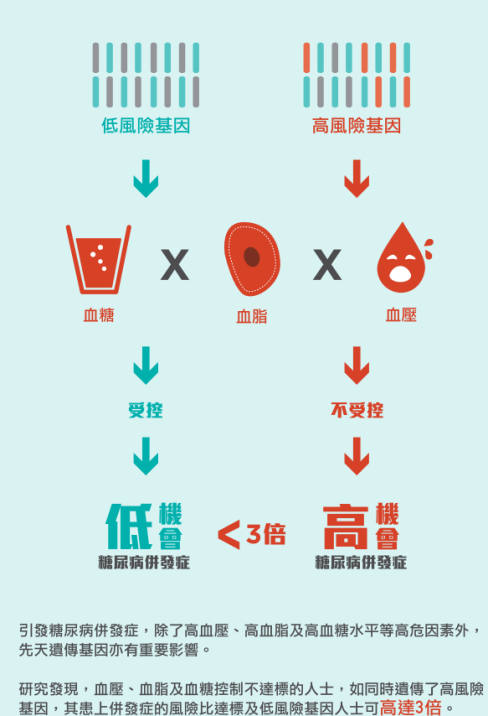 低風險基因
高風險基因
X
X
血糖
血脂
血壓
受控
不受控
低機會
糖尿病併發症
<3倍
高機會
糖尿病併發症
引發糖尿病併發症，除了高血壓、高血脂及高血糖水平等高危因素外，
先天遺傳基因亦有重要影響。
研究發現，血壓、血脂及血糖控制不達標的人士，如同時遺傳了高風險
基因，其患上併發症的風險比達標及低風險基因人士可高達3倍。